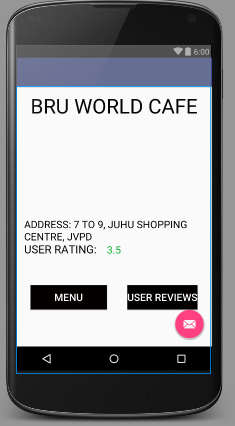 6:00
BRU WORLD CAFE
ADDRESS: 7 TO 9, JUHU SHOPPING
CENTRE, JVPD
USER RATING: 3.5
MENU
USER REVIEWS